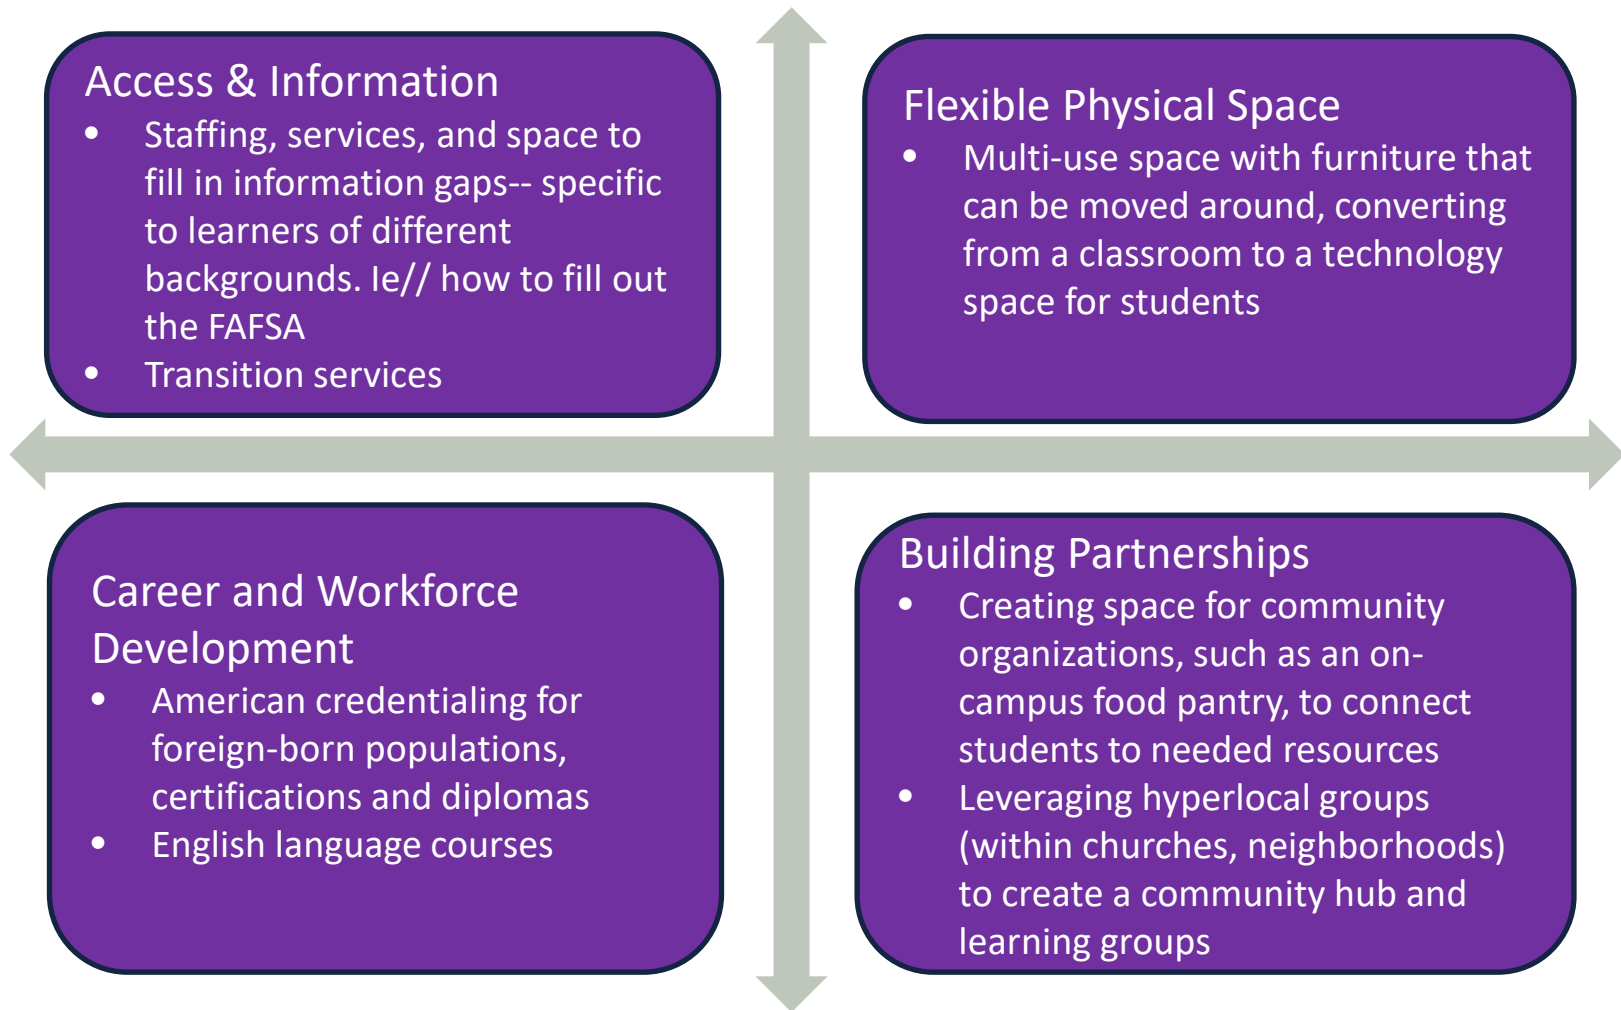 Access & Information
• Staffing, services, and space to
fill in information gaps-- specific
to learners of different
backgrounds. Ie// how to fill out
the FAFSA
• Transition services
Flexible Physical Space
• Multi-use space with furniture that
can be moved around, converting
from a classroom to a technology
space for students
Career and Workforce
Development
• American credentialing for
foreign-born populations,
certifications and diplomas
• English language courses
Building Partnerships
• Creating space for community
organizations, such as an on-
campus food pantry, to connect
students to needed resources
• Leveraging hyperlocal groups
(within churches, neighborhoods)
to create a community hub and
learning groups